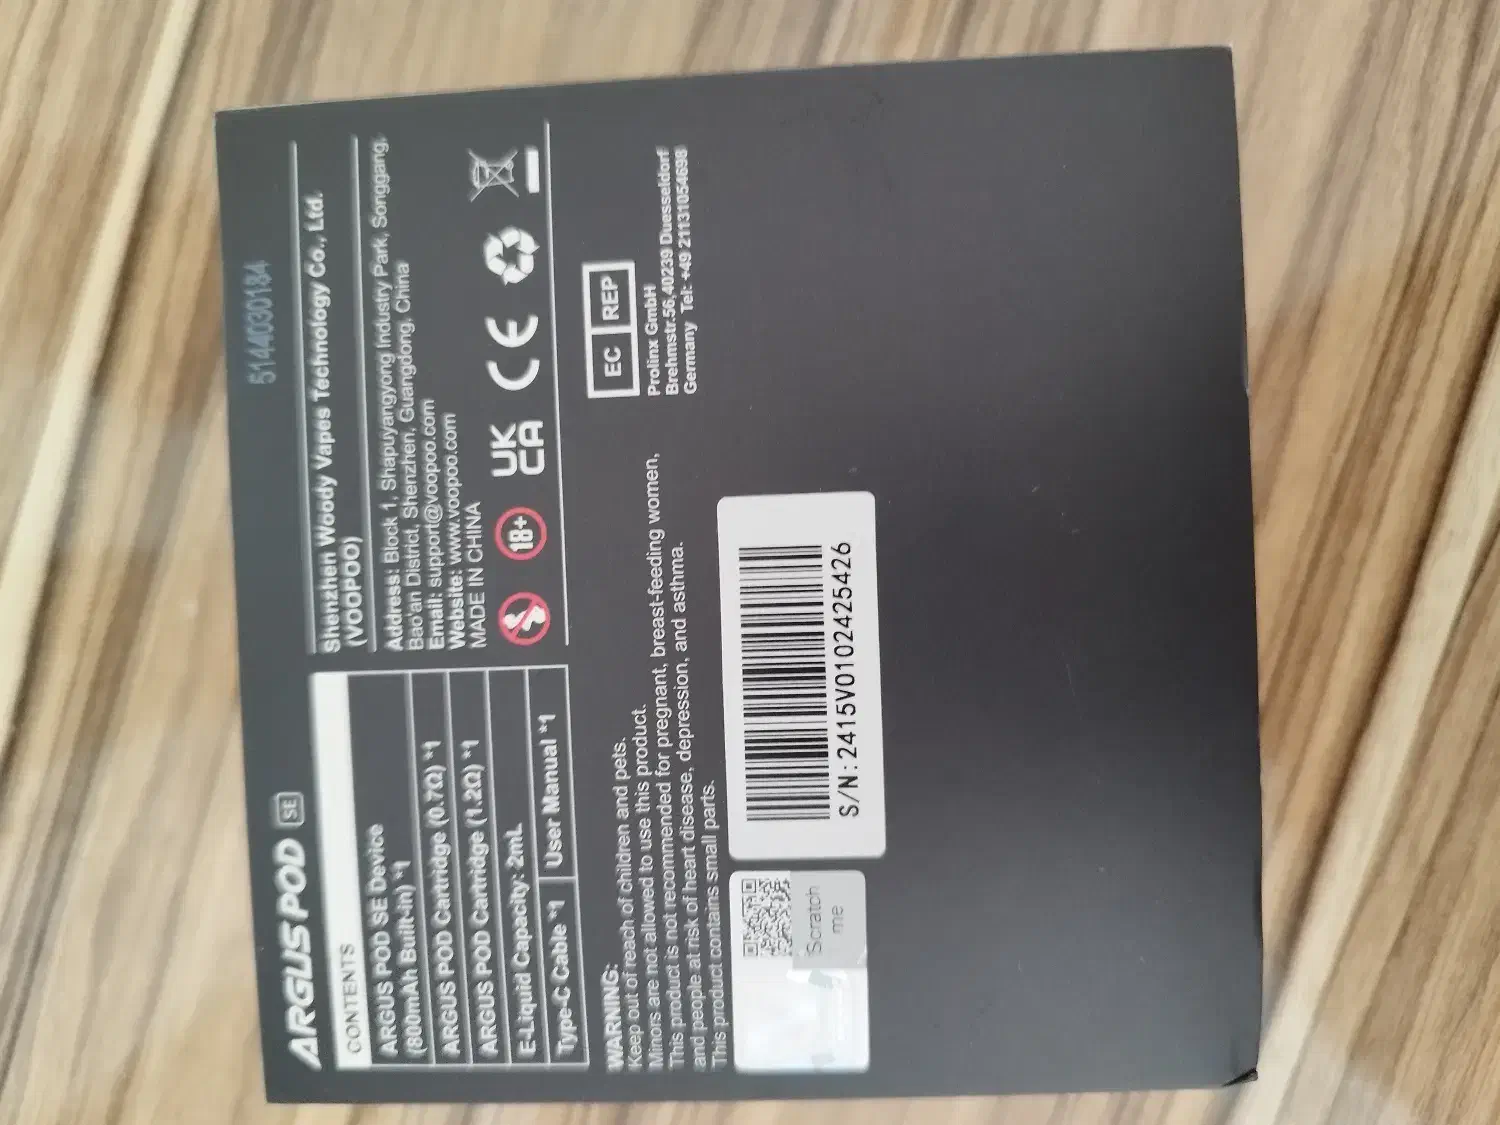 5144030184
ARGUS POD SE
CONTENTS
ARGUS POD SE Device
(800mAh Built-in) *1
ARGUS POD Cartridge (0.7Ω) *1
ARGUS POD Cartridge (1.2Ω) *1
E-Liquid Capacity: 2mL
Type-C Cable *1 User Manual *1
Shenzhen Woody Vapes Technology Co., Ltd.
(VOOPOO)
Address: Block 1, Shapuyangyong Industry Park, Songgang,
Bao'an District, Shenzhen, Guangdong, China
Email: support@voopoo.com
Website: www.voopoo.com
MADE IN CHINA
18+
UK
CA
CE
WARNING:
Keep out of reach of children and pets.
Minors are not allowed to use this product.
This product is not recommended for pregnant, breast-feeding women,
and people at risk of heart disease, depression, and asthma.
This product contains small parts.
EC REP
Prolinx GmbH
Brehmstr.56,40239 Duesseldorf
Germany Tel: +49 21131054698
Scratch
me
S/N:2415V0102425426